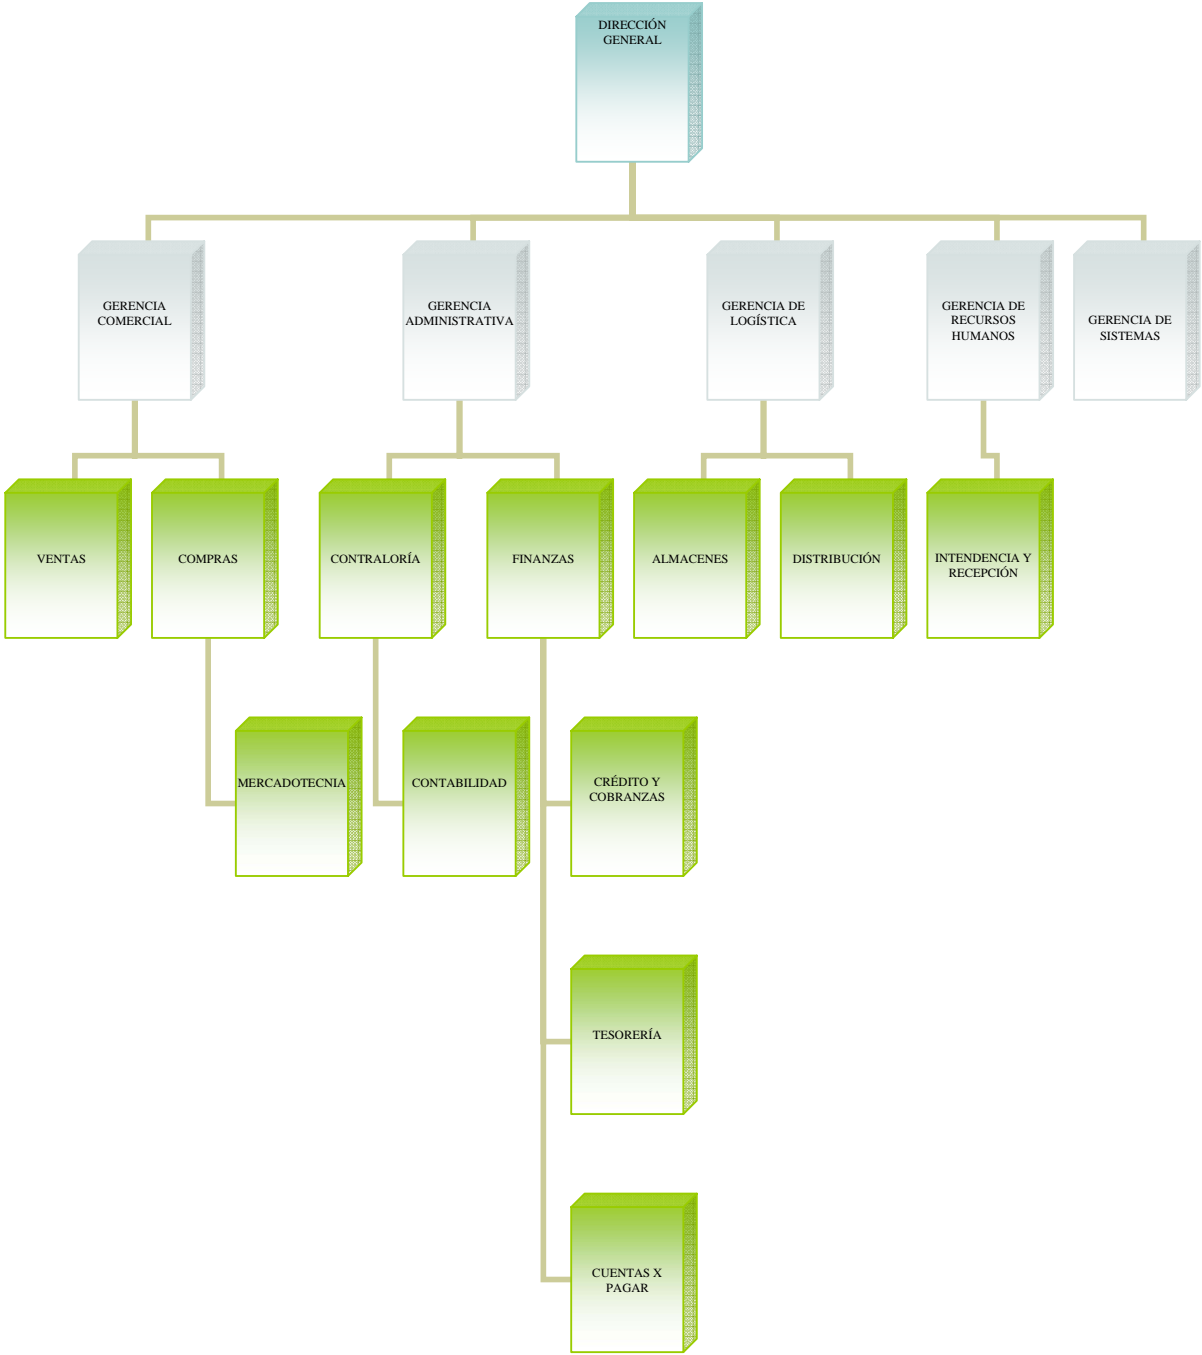 DIRECCIÓN
GENERAL
GERENCIA
COMERCIAL
GERENCIA
ADMINISTRATIVA
GERENCIA DE
LOGÍSTICA
GERENCIA DE
RECURSOS
HUMANOS
GERENCIA DE
SISTEMAS
VENTAS
COMPRAS
CONTRALORÍA
FINANZAS
ALMACENES
DISTRIBUCIÓN
INTENDENCIA Y
RECEPCIÓN
MERCADOTECNIA
CONTABILIDAD
CRÉDITO Y
COBRANZAS
TESORERÍA
CUENTAS X
PAGAR